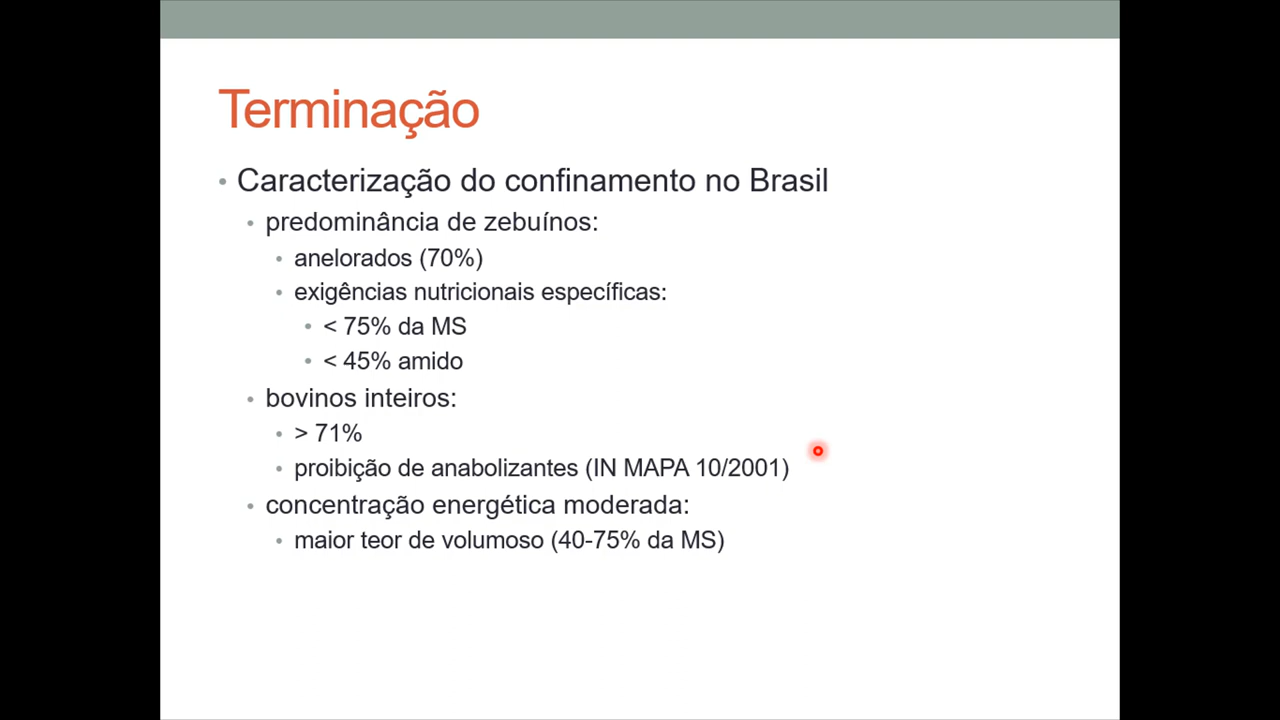 Terminação
• Caracterização do confinamento no Brasil
• predominância de zebuínos:
• anelorados (70%)
• exigências nutricionais específicas:
• < 75% da MS
• < 45% amido
• bovinos inteiros:
• > 71%
• proibição de anabolizantes (IN MAPA 10/2001)
• concentração energética moderada:
• maior teor de volumoso (40-75% da MS)